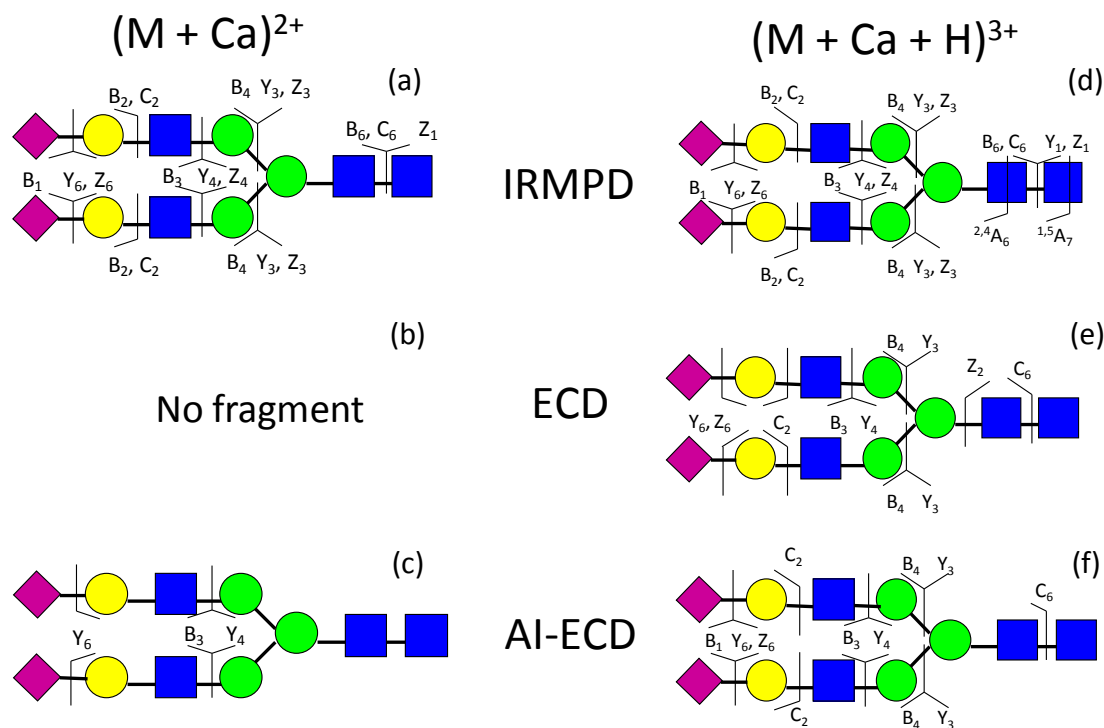 (M + Ca)2+
(M + Ca + H)3+
(a)
B2, C2
B4 Y3, Z3
B6, C6 Z1
B1 Y6, Z6
B3 Y4, Z4
B2, C2
B4 Y3, Z3
IRMPD
(d)
B2, C2
B4 Y3, Z3
B6, C6 Y1, Z1
B1 Y6, Z6
B3 Y4, Z4
2,4A6 1,5A7
B2, C2
B4 Y3, Z3
(b)
No fragment
ECD
(e)
B4 Y3
Z2 C6
Y6, Z6 C2 B3 Y4
B4 Y3
(c)
Y6
B3 Y4
AI-ECD
(f)
C2
B4 Y3
C6
B1 Y6, Z6 B3 Y4
C2
B4 Y3